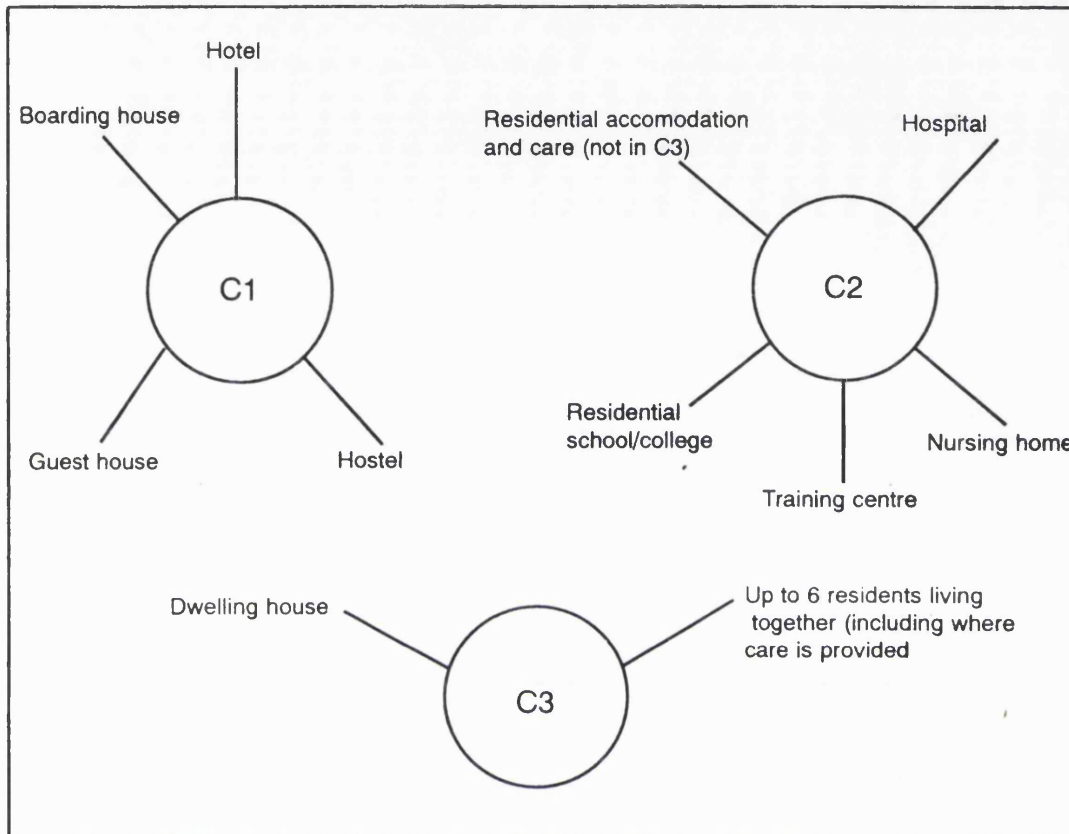 Hotel
Boarding house
C1
Guest house
Hostel
Residential accomodation
and care (not in C3)
Hospital
C2
Residential
school/college
Nursing home
Training centre
Dwelling house
Up to 6 residents living
together (including where
care is provided
C3